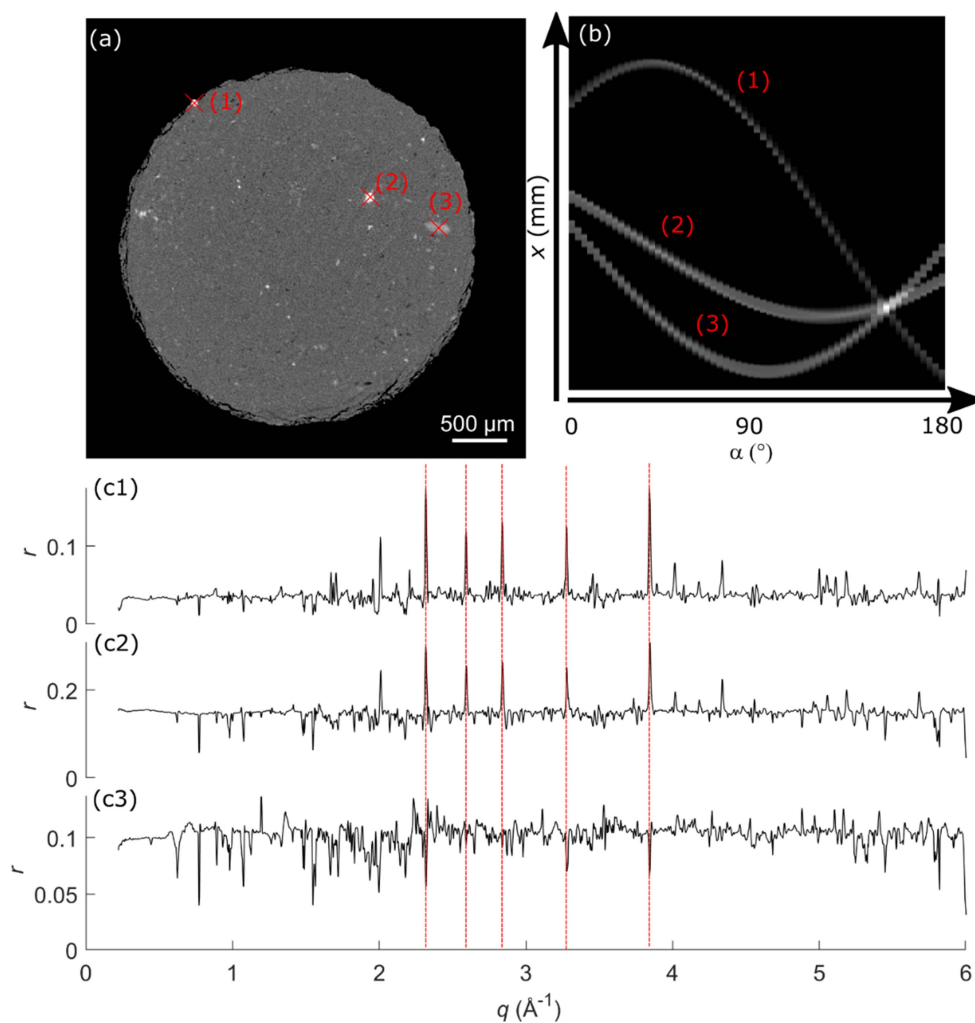 (a)
(1)
(2)
(3)
500 µm
(b)
(1)
(2)
(3)
x (mm)
0 90 180
α (°)
(c1)
r
0.1
0
(c2)
r
0.2
0
(c3)
r
0.1
0.05
0
0 1 2 3 4 5 6
q (Å⁻¹)